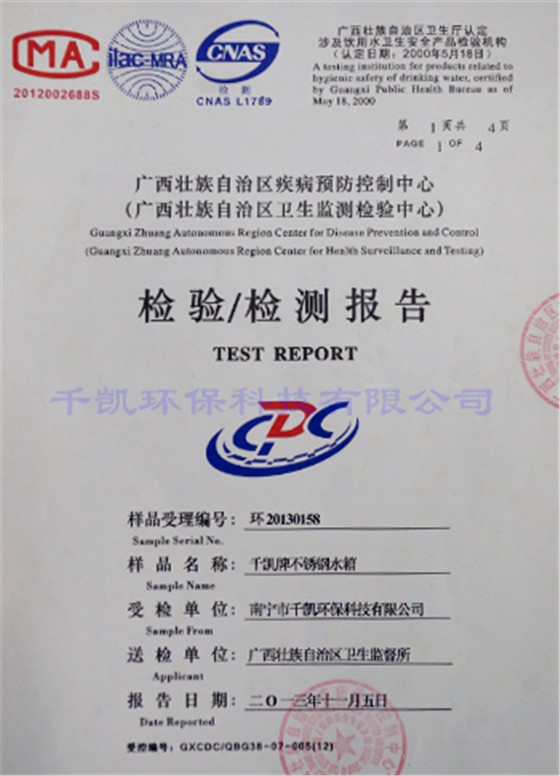 MA
2012002688S
ilac-MRA
CNAS
检 测
CNAS L1789
广西壮族自治区卫生厅认定
涉及饮用水卫生安全产品检验机构
（认定日期：2000年5月18日）
A testing institution for products related to
hygienic safety of drinking water, certified
by Guangxi Public Health Bureau as of
May 18, 2000
第 1 页共 4 页
PAGE 1 OF 4
广西壮族自治区疾病预防控制中心
（广西壮族自治区卫生监测检验中心）
Guangxi Zhuang Autonomous Region Center for Disease Prevention and Control
(Guangxi Zhuang Autonomous Region Center for Health Surveillance and Testing)
检 验/检 测 报 告
TEST REPORT
千凯环保科技有限公司
CDC
样品受理编号： 环20130158
Sample Serial No.
样 品 名 称： 千凯牌不锈钢水箱
Sample Name
受 检 单 位： 南宁市千凯环保科技有限公司
Sample From
送 检 单 位： 广西壮族自治区卫生监督所
Applicant
报 告 日 期： 二O一三年十一月五日
Date Reported
受控编号：GXCDC/QBG38-07-005(12)